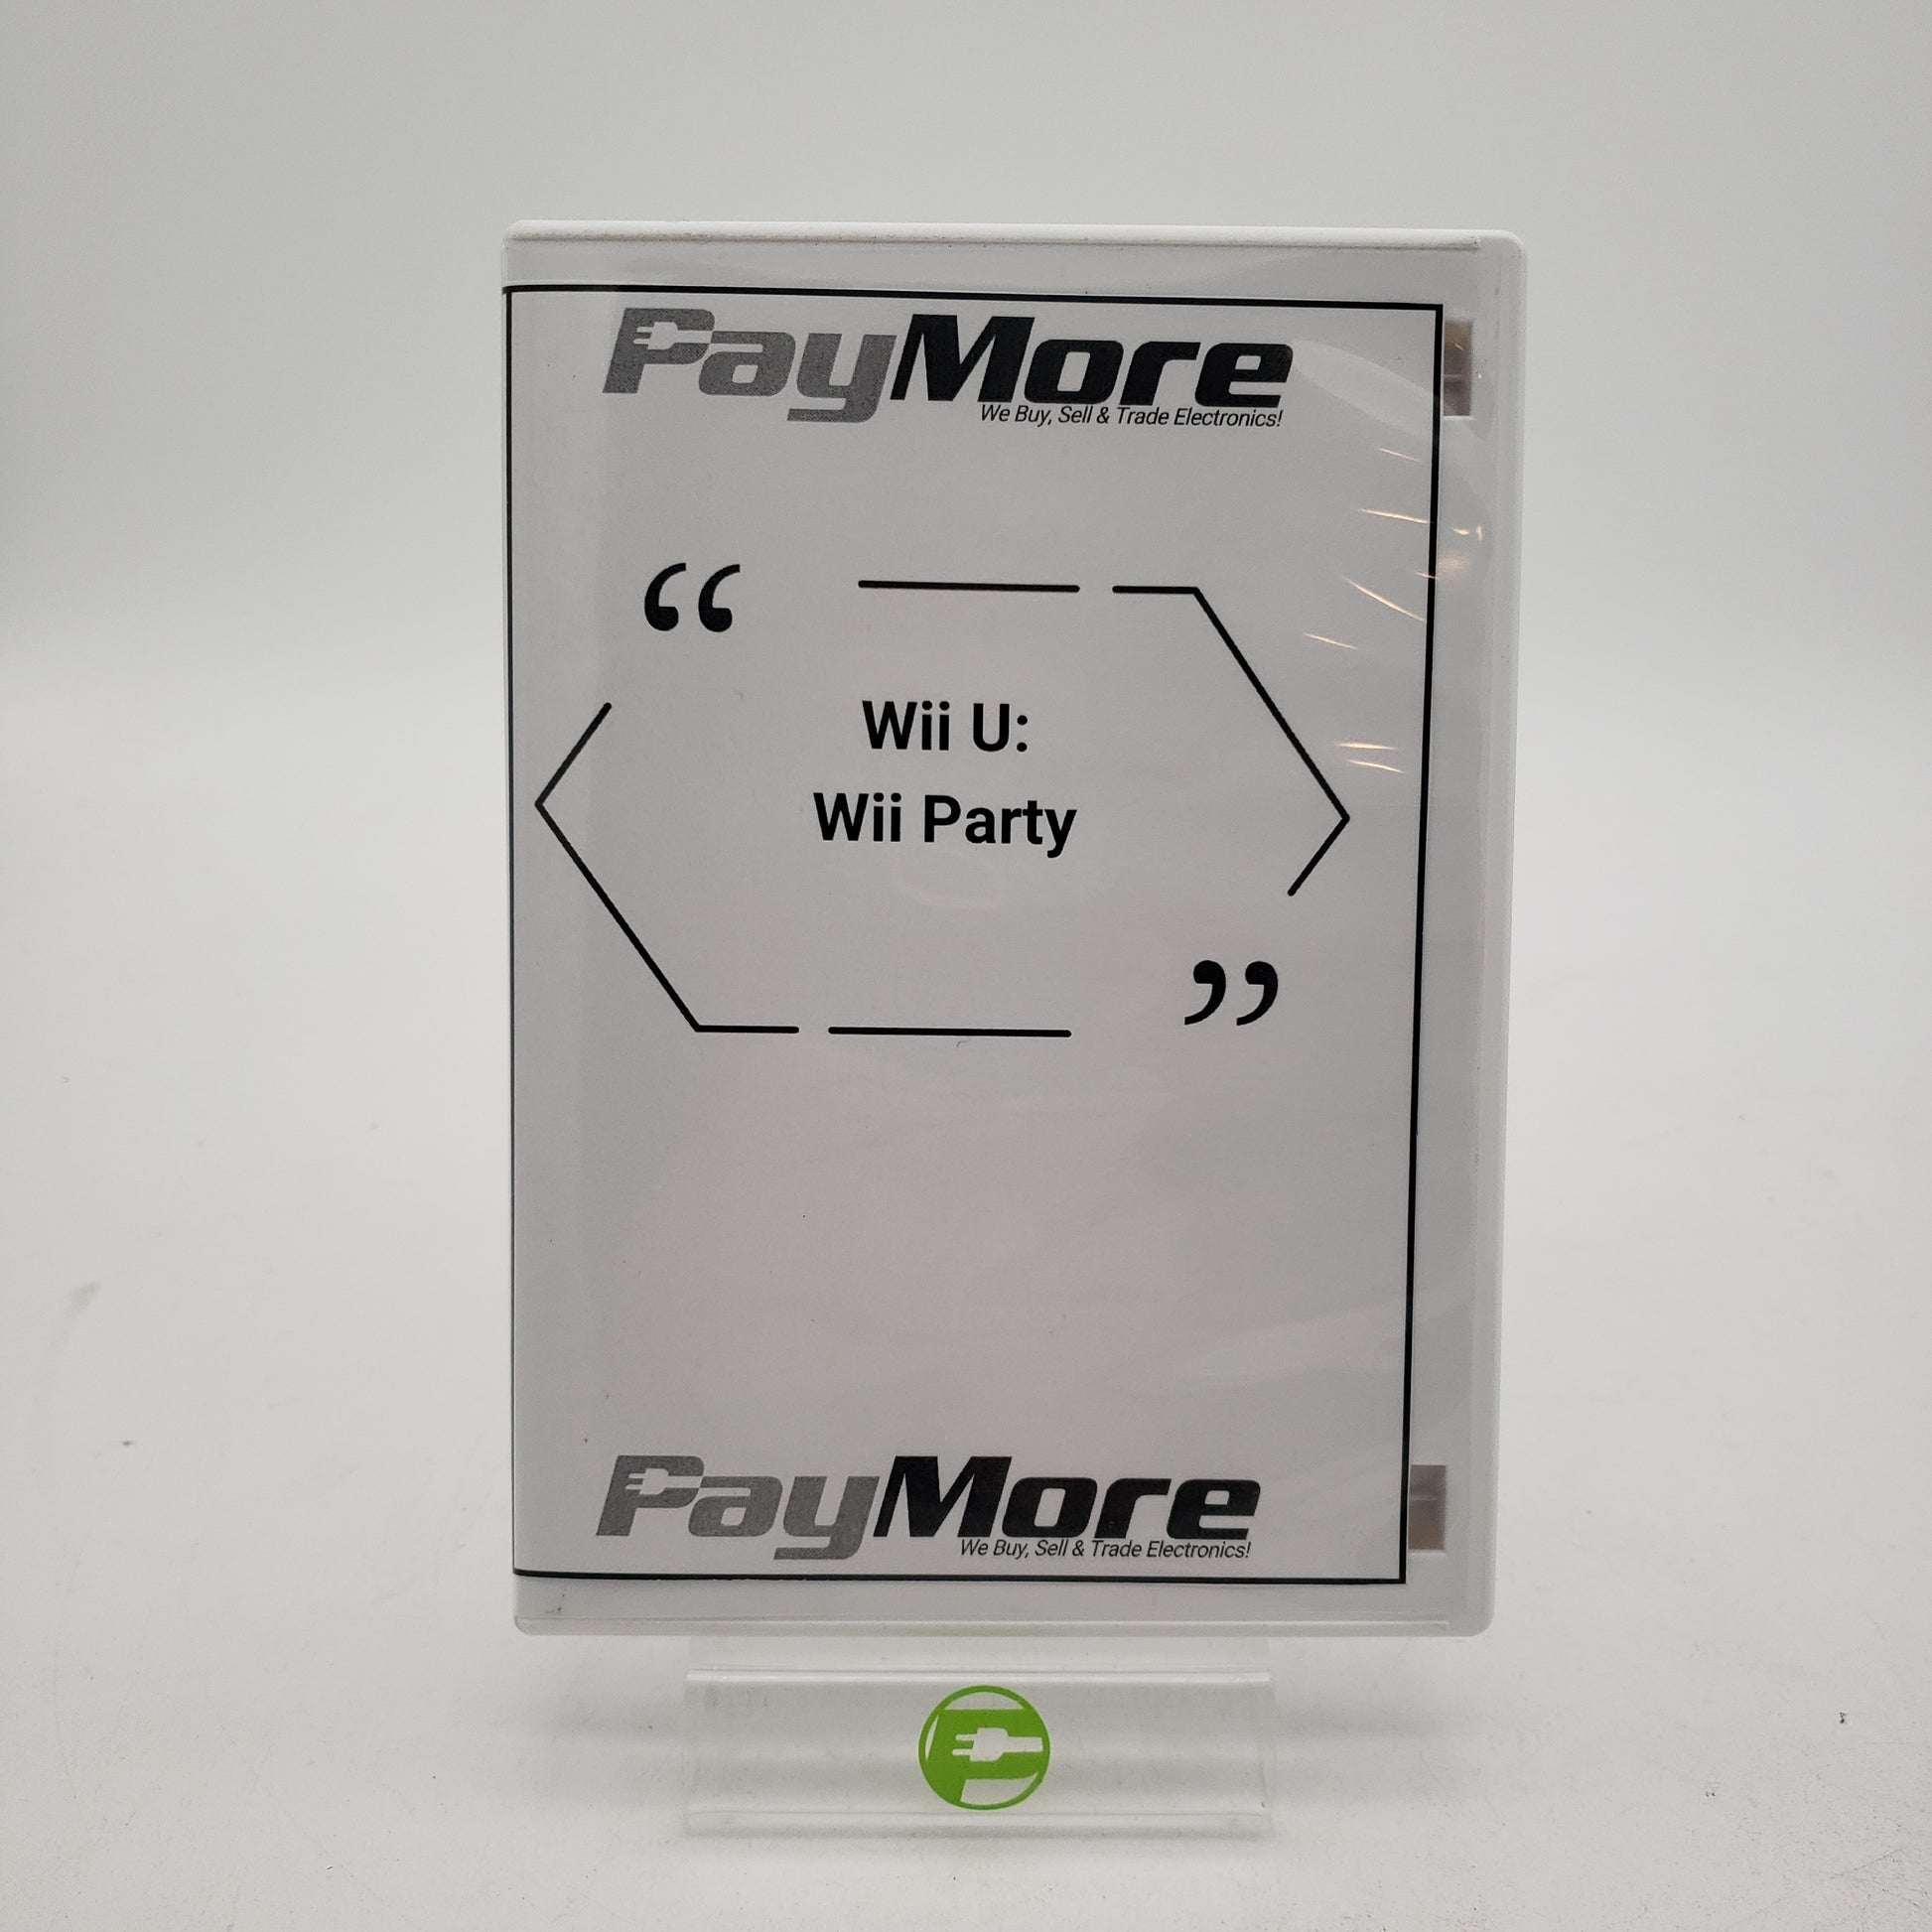 PayMore
We Buy, Sell & Trade Electronics!
“
Wii U:
Wii Party
”
PayMore
We Buy, Sell & Trade Electronics!